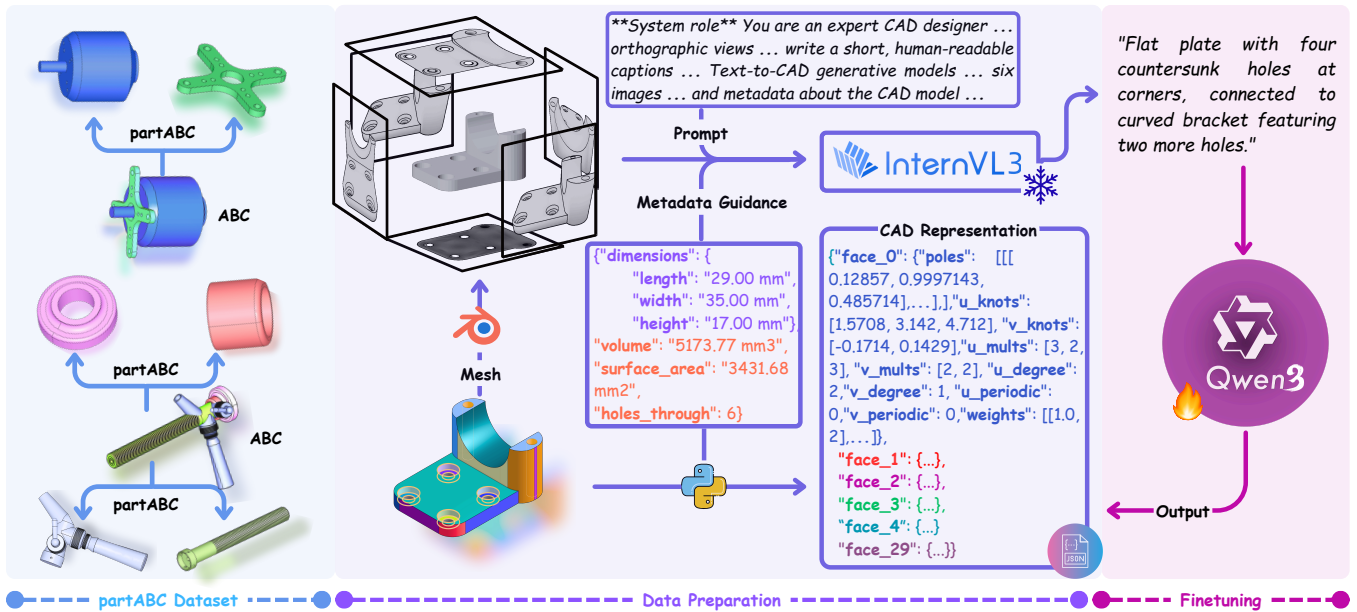 partABC
ABC
partABC
ABC
partABC
Mesh
**System role** You are an expert CAD designer ...
orthographic views ... write a short, human-readable
captions ... Text-to-CAD generative models ... six
images ... and metadata about the CAD model ...
Prompt
InternVL3
Metadata Guidance
{"dimensions": {
"length": "29.00 mm",
"width": "35.00 mm",
"height": "17.00 mm"},
"volume": "5173.77 mm3",
"surface_area": "3431.68
mm2",
"holes_through": 6}
CAD Representation
{"face_0": {"poles": [[[
0.12857, 0.9997143,
0.485714],...],],"u_knots":
[1.5708, 3.142, 4.712], "v_knots":
[-0.1714, 0.1429],"u_mults": [3, 2,
3], "v_mults": [2, 2], "u_degree":
2,"v_degree": 1, "u_periodic":
0,"v_periodic": 0,"weights": [[1.0,
2],...]},
"face_1": {...},
"face_2": {...},
"face_3": {...},
"face_4": {...}
"face_29": {...}}
{...}
JSON
"Flat plate with four
countersunk holes at
corners, connected to
curved bracket featuring
two more holes."
Qwen3
Output
partABC Dataset
Data Preparation
Finetuning